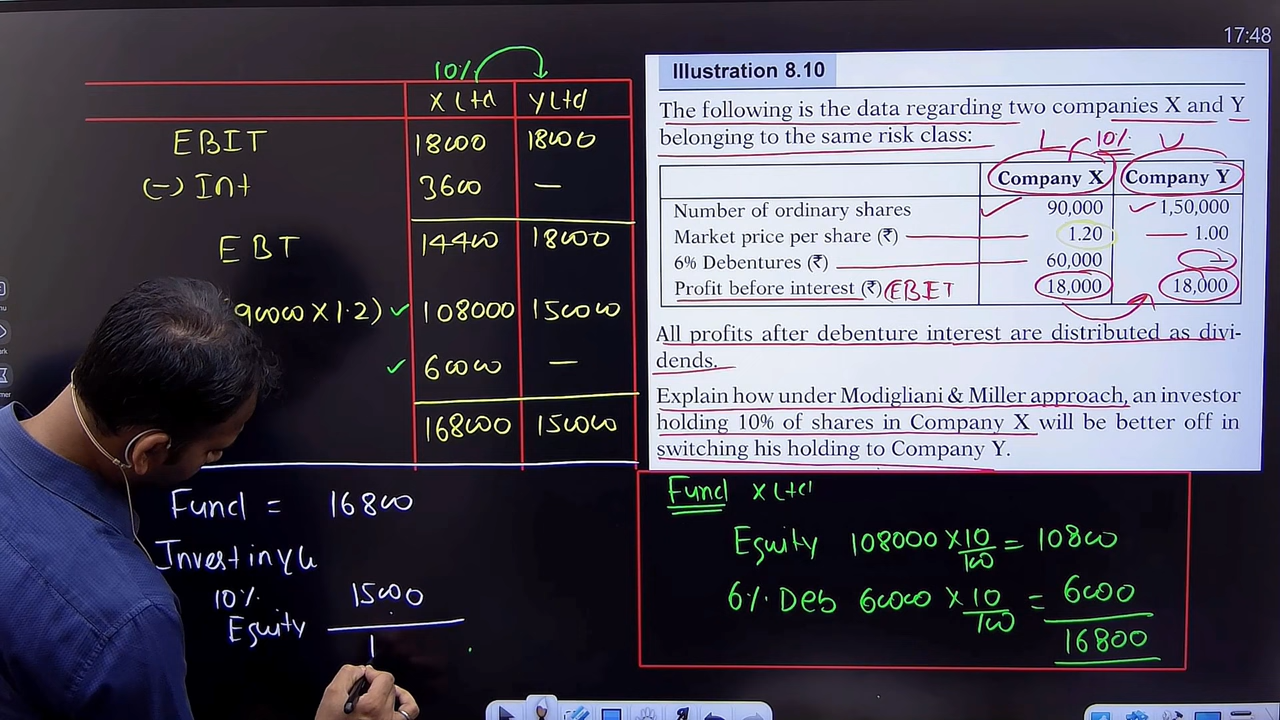 17:48
10%
X Ltd Y Ltd
EBIT 18000 18000
(-) Int 3600 —
EBT 14400 18000
90000 X 1.2) ✓ 108000 150000
✓ 60000 —
168000 150000
Fund = 16800
Invest in y
10% 15000
Equity
1
Illustration 8.10
The following is the data regarding two companies X and Y
belonging to the same risk class:
L 10% U
Company X Company Y
Number of ordinary shares 90,000 1,50,000
Market price per share (₹) 1.20 1.00
6% Debentures (₹) 60,000 —
Profit before interest (₹) EBIT 18,000 18,000
All profits after debenture interest are distributed as divi-
dends.
Explain how under Modigliani & Miller approach, an investor
holding 10% of shares in Company X will be better off in
switching his holding to Company Y.
Fund X Ltd
Equity 108000 X 10/100 = 10800
6% Deb 60000 X 10/100 = 6000
16800